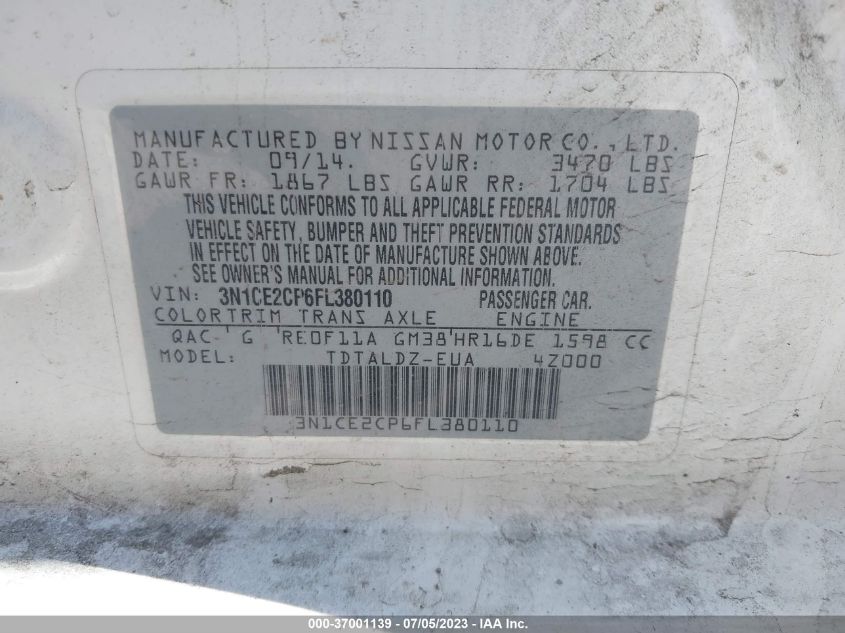 MANUFACTURED BY NISSAN MOTOR CO., LTD.
DATE: 09/14. GVWR: 3470 LBS
GAWR FR: 1867 LBS GAWR RR: 1704 LBS
THIS VEHICLE CONFORMS TO ALL APPLICABLE FEDERAL MOTOR
VEHICLE SAFETY, BUMPER AND THEFT PREVENTION STANDARDS
IN EFFECT ON THE DATE OF MANUFACTURE SHOWN ABOVE.
SEE OWNER'S MANUAL FOR ADDITIONAL INFORMATION.
VIN: 3N1CE2CP6FL380110 PASSENGER CAR.
COLORTRIM TRANS AXLE ENGINE
QAC ' G 'RE0F11A GM38'HR16DE 1598 CC
MODEL: TDTALDZ-EUA 4Z000
3N1CE2CP6FL380110
000-37001139 - 07/05/2023 - IAA Inc.